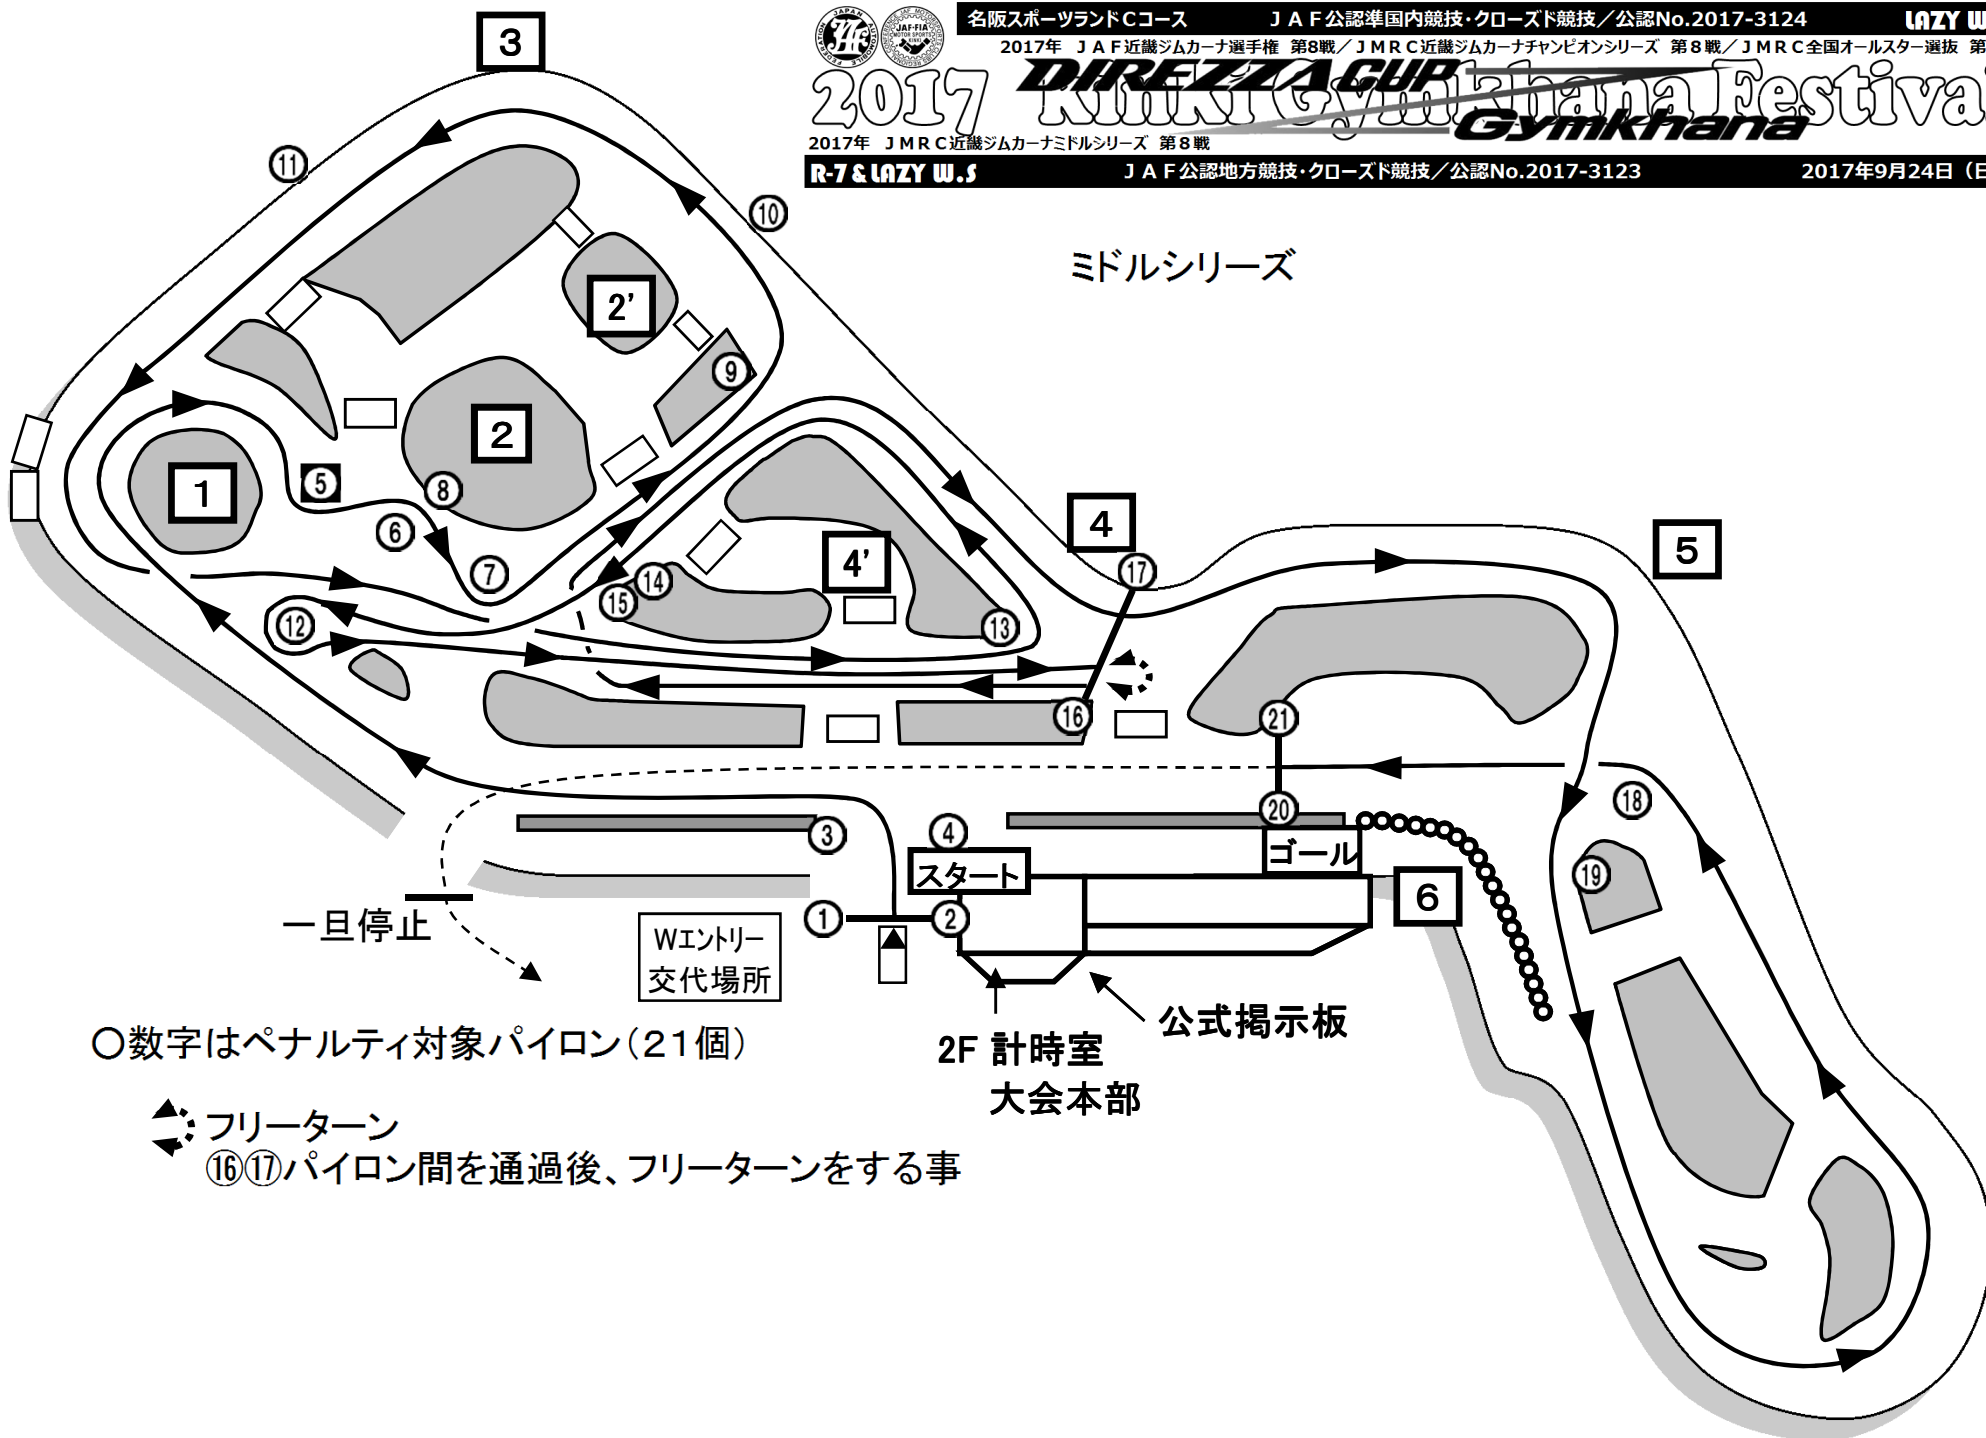 名阪スポーツランドCコース JAF公認準国内競技・クローズド競技／公認No.2017-3124 LAZY W
2017年 JAF近畿ジムカーナ選手権 第8戦／JMRC近畿ジムカーナチャンピオンシリーズ 第8戦／JMRC全国オールスター選抜 第
2017 Kinki Gymkhana Festiva
DIREZZA CUP
Gymkhana
2017年 JMRC近畿ジムカーナミドルシリーズ 第8戦
R-7 & LAZY W.S JAF公認地方競技・クローズド競技／公認No.2017-3123 2017年9月24日（日
ミドルシリーズ
3
⑪
⑩
2'
⑨
2
1
5
⑧
⑥
⑦
4
⑰
5
4'
⑭
⑮
⑫
⑬
⑯
㉑
⑱
⑳
③
④
スタート
ゴール
⑲
6
①
②
一旦停止
Wエントリー
交代場所
公式掲示板
2F 計時室
大会本部
○数字はペナルティ対象パイロン（21個）
フリーターン
⑯⑰パイロン間を通過後、フリーターンをする事